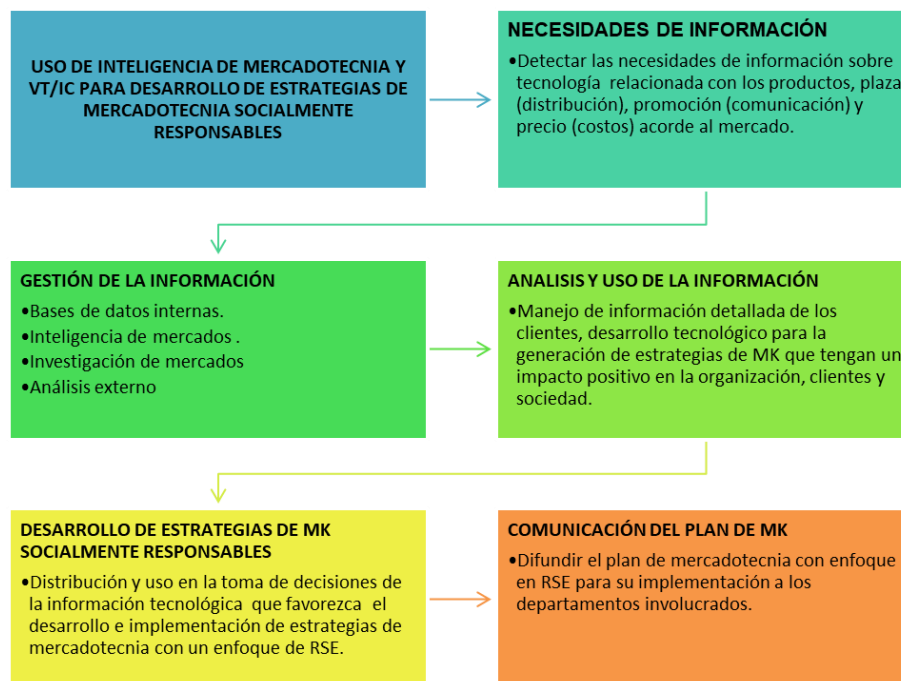 USO DE INTELIGENCIA DE MERCADOTECNIA Y
VT/IC PARA DESARROLLO DE ESTRATEGIAS DE
MERCADOTECNIA SOCIALMENTE
RESPONSABLES
NECESIDADES DE INFORMACIÓN
•Detectar las necesidades de información sobre
tecnología relacionada con los productos, plaza
(distribución), promoción (comunicación) y
precio (costos) acorde al mercado.
GESTIÓN DE LA INFORMACIÓN
•Bases de datos internas.
•Inteligencia de mercados .
•Investigación de mercados
•Análisis externo
ANALISIS Y USO DE LA INFORMACIÓN
•Manejo de información detallada de los
clientes, desarrollo tecnológico para la
generación de estrategias de MK que tengan un
impacto positivo en la organización, clientes y
sociedad.
DESARROLLO DE ESTRATEGIAS DE MK
SOCIALMENTE RESPONSABLES
•Distribución y uso en la toma de decisiones de
la información tecnológica que favorezca el
desarrollo e implementación de estrategias de
mercadotecnia con un enfoque de RSE.
COMUNICACIÓN DEL PLAN DE MK
•Difundir el plan de mercadotecnia con enfoque
en RSE para su implementación a los
departamentos involucrados.